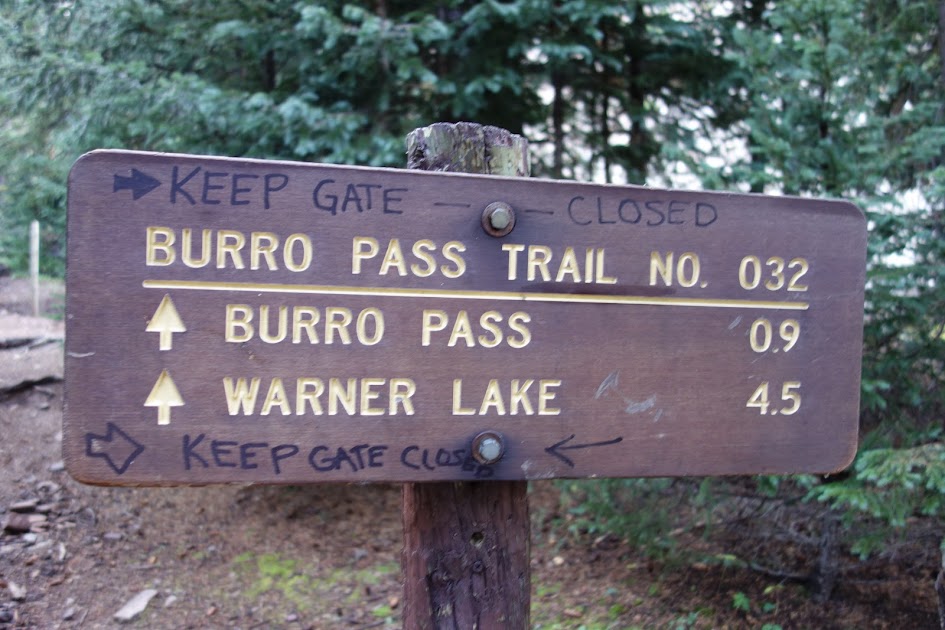 KEEP GATE - - CLOSED
BURRO PASS TRAIL NO. 032
BURRO PASS 0.9
WARNER LAKE 4.5
KEEP GATE CLOSED